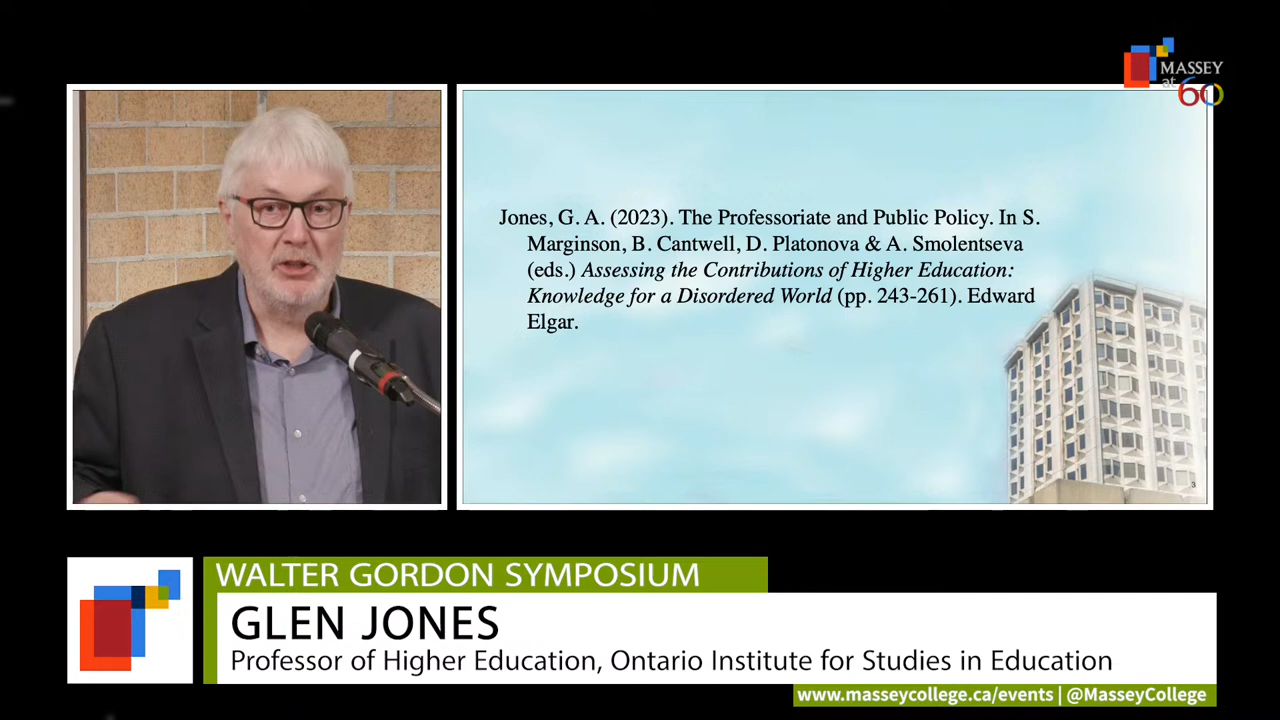 MASSEY
at 60
Jones, G. A. (2023). The Professoriate and Public Policy. In S.
Marginson, B. Cantwell, D. Platonova & A. Smolentseva
(eds.) Assessing the Contributions of Higher Education:
Knowledge for a Disordered World (pp. 243-261). Edward
Elgar.
3
WALTER GORDON SYMPOSIUM
GLEN JONES
Professor of Higher Education, Ontario Institute for Studies in Education
www.masseycollege.ca/events | @MasseyCollege